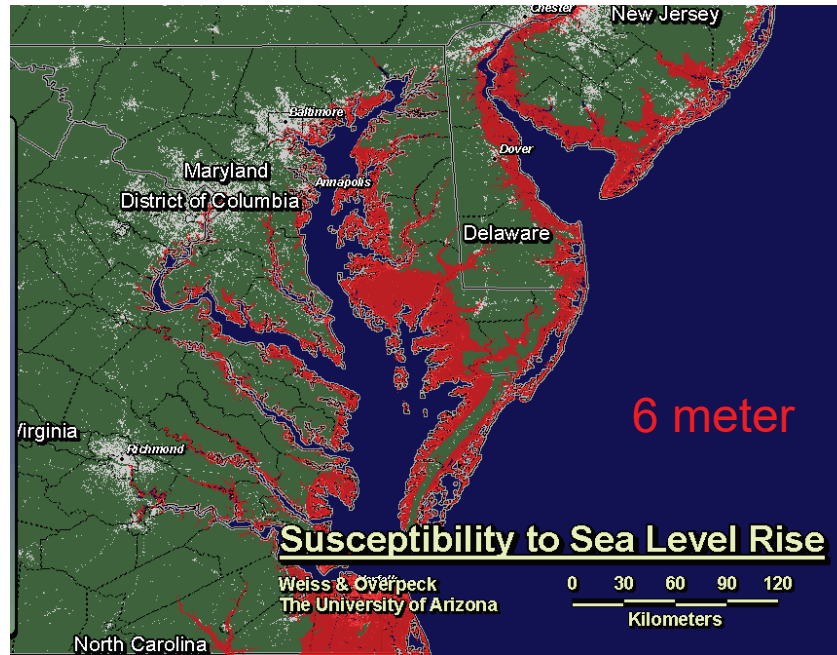 Chester
New Jersey
Baltimore
Dover
Maryland
Annapolis
District of Columbia
Delaware
6 meter
Virginia
Richmond
Susceptibility to Sea Level Rise
Weiss & Overpeck
The University of Arizona
0 30 60 90 120
Kilometers
North Carolina